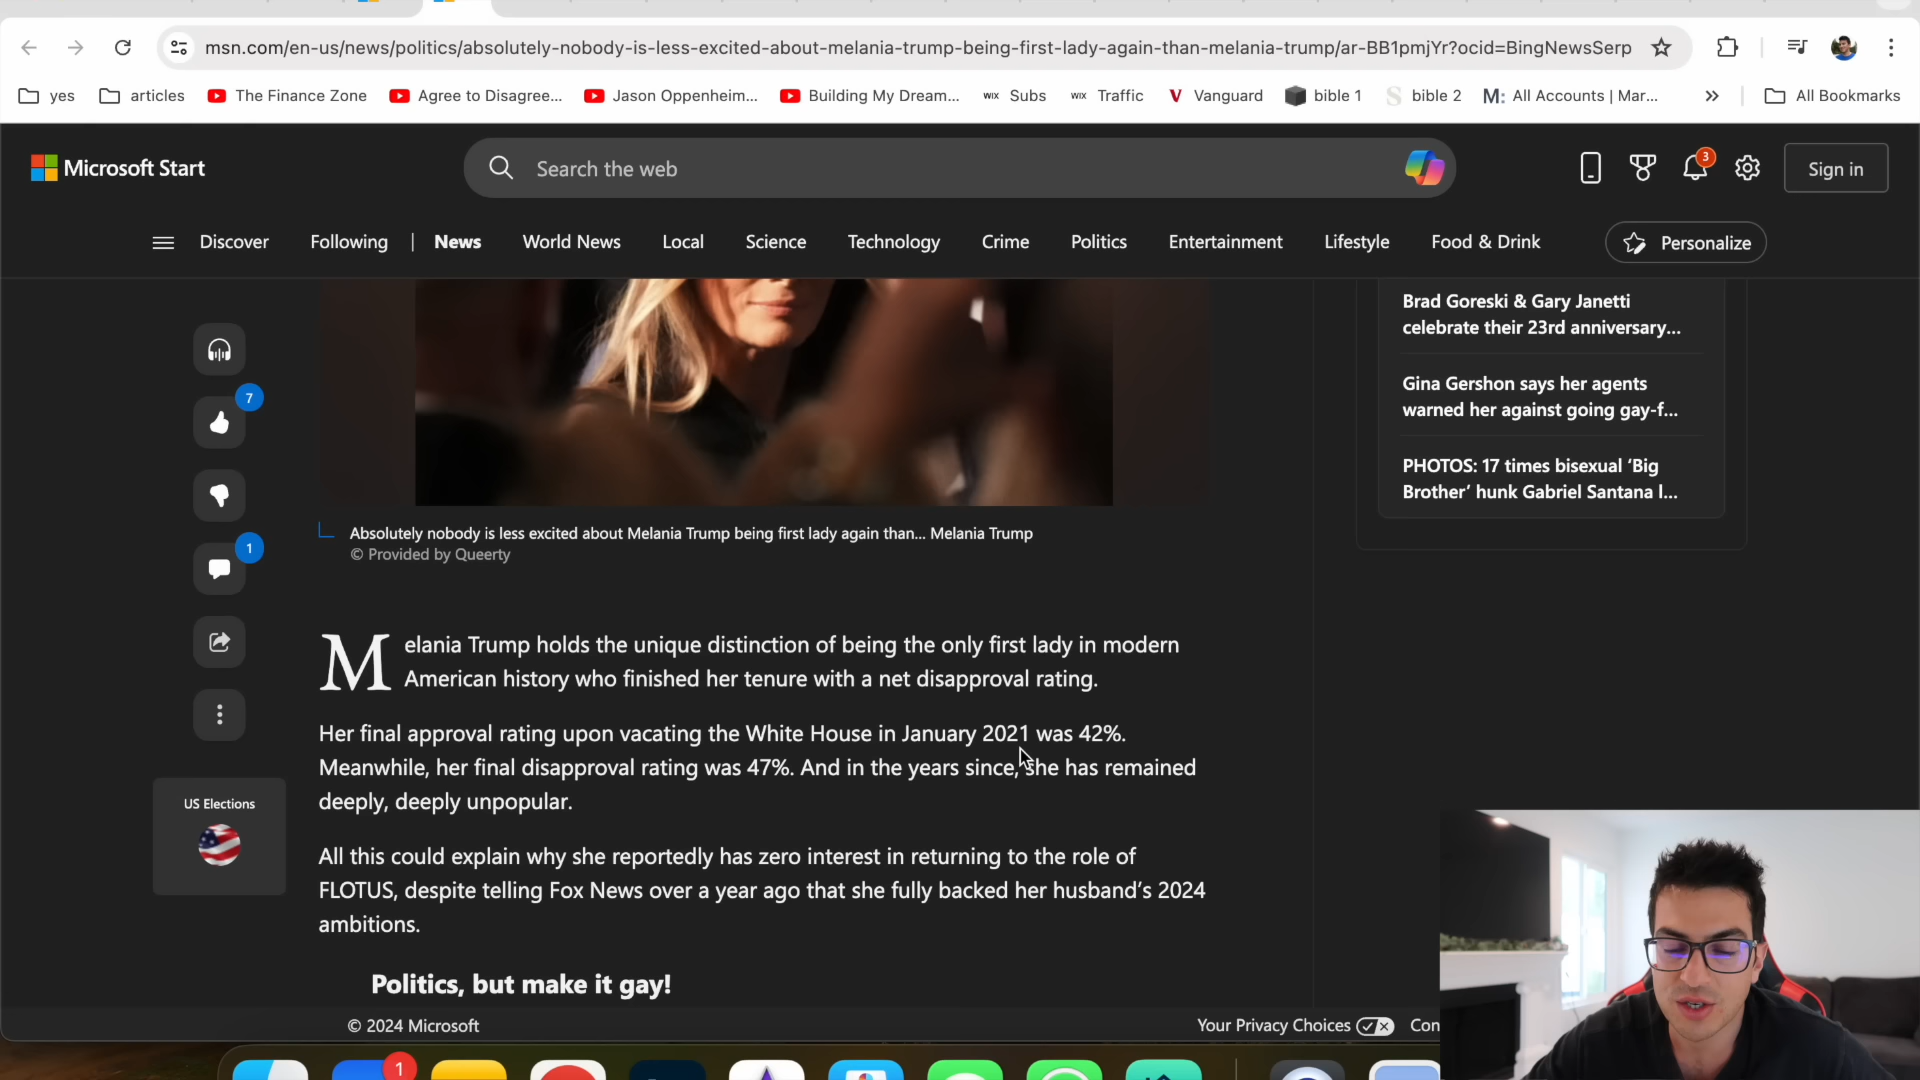 msn.com/en-us/news/politics/absolutely-nobody-is-less-excited-about-melania-trump-being-first-lady-again-than-melania-trump/ar-BB1pmjYr?ocid=BingNewsSerp
yes articles The Finance Zone Agree to Disagree... Jason Oppenheim... Building My Dream... WIX Subs WIX Traffic V Vanguard bible 1 S bible 2 M: All Accounts | Mar... All Bookmarks
Microsoft Start
Search the web
3
Sign in
Discover Following | News World News Local Science Technology Crime Politics Entertainment Lifestyle Food & Drink Personalize
Brad Goreski & Gary Janetti
celebrate their 23rd anniversary...
Gina Gershon says her agents
warned her against going gay-f...
PHOTOS: 17 times bisexual ‘Big
Brother’ hunk Gabriel Santana l...
7
1
Absolutely nobody is less excited about Melania Trump being first lady again than... Melania Trump
© Provided by Queerty
Melania Trump holds the unique distinction of being the only first lady in modern
American history who finished her tenure with a net disapproval rating.
Her final approval rating upon vacating the White House in January 2021 was 42%.
Meanwhile, her final disapproval rating was 47%. And in the years since, she has remained
deeply, deeply unpopular.
US Elections
All this could explain why she reportedly has zero interest in returning to the role of
FLOTUS, despite telling Fox News over a year ago that she fully backed her husband’s 2024
ambitions.
Politics, but make it gay!
© 2024 Microsoft
Your Privacy Choices
Con
1